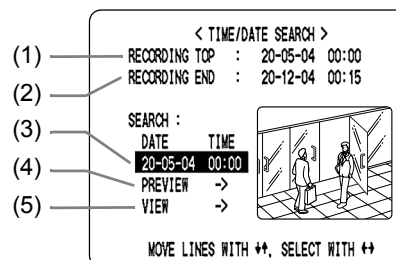 < TIME/DATE SEARCH >
(1) RECORDING TOP : 20-05-04 00:00
(2) RECORDING END : 20-12-04 00:15
SEARCH :
DATE TIME
(3) 20-05-04 00:00
(4) PREVIEW ->
(5) VIEW ->
MOVE LINES WITH ↓↑, SELECT WITH ←→